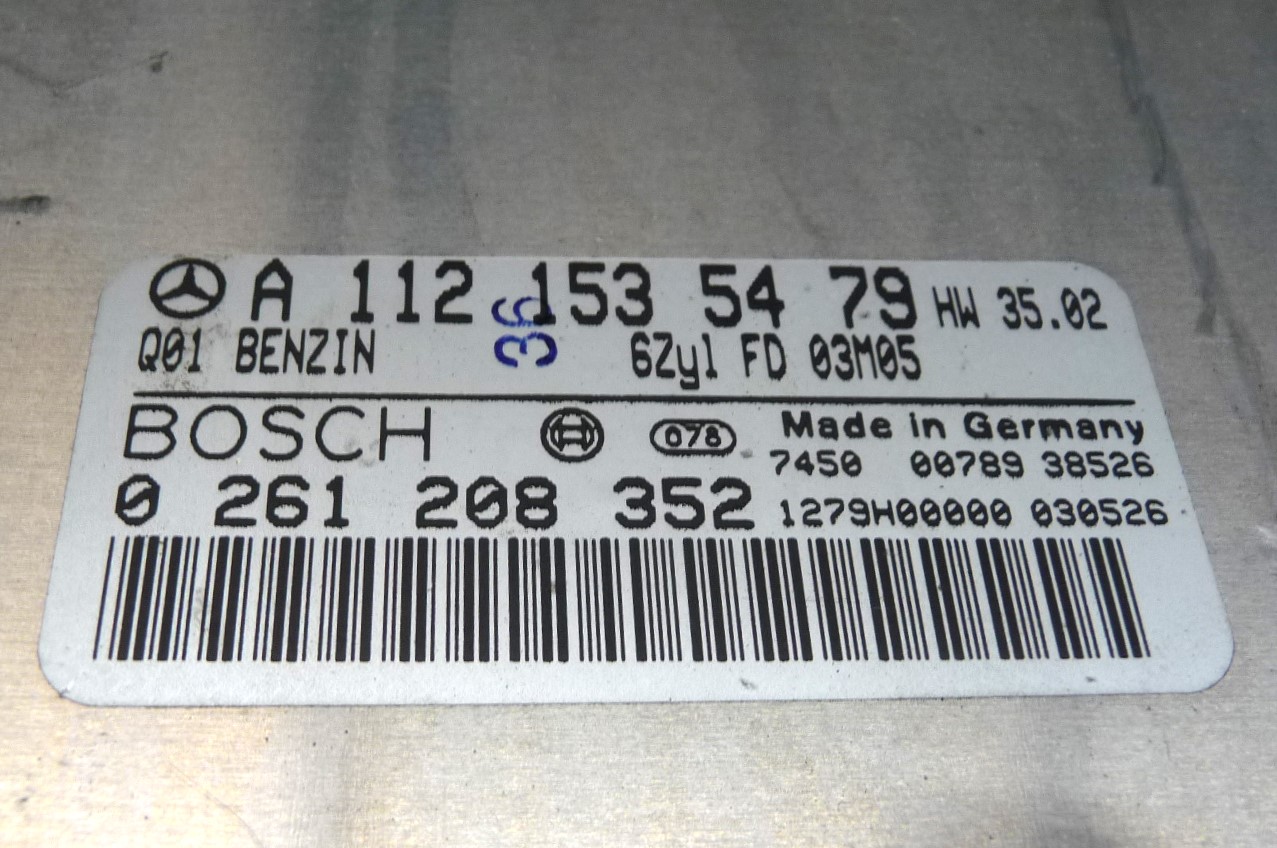 A 112 153 54 79 HW 35.02
36
Q01 BENZIN 6Zyl FD 03M05
BOSCH 078 Made in Germany
7450 00789 38526
0 261 208 352 1279H00000 030526